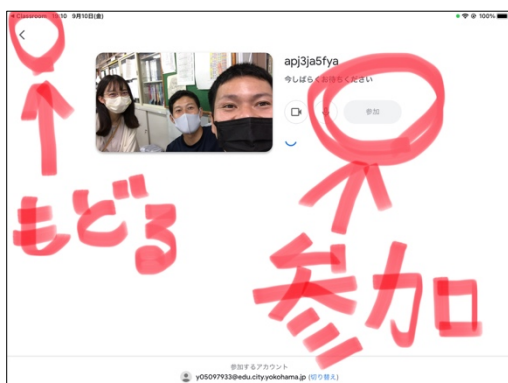 Classroom 10:10 9月10日(金) 100%
apj3ja5fya
今しばらくお待ちください
参加
もどる
参加
参加するアカウント
y05097933@edu.city.yokohama.jp (切り替え)